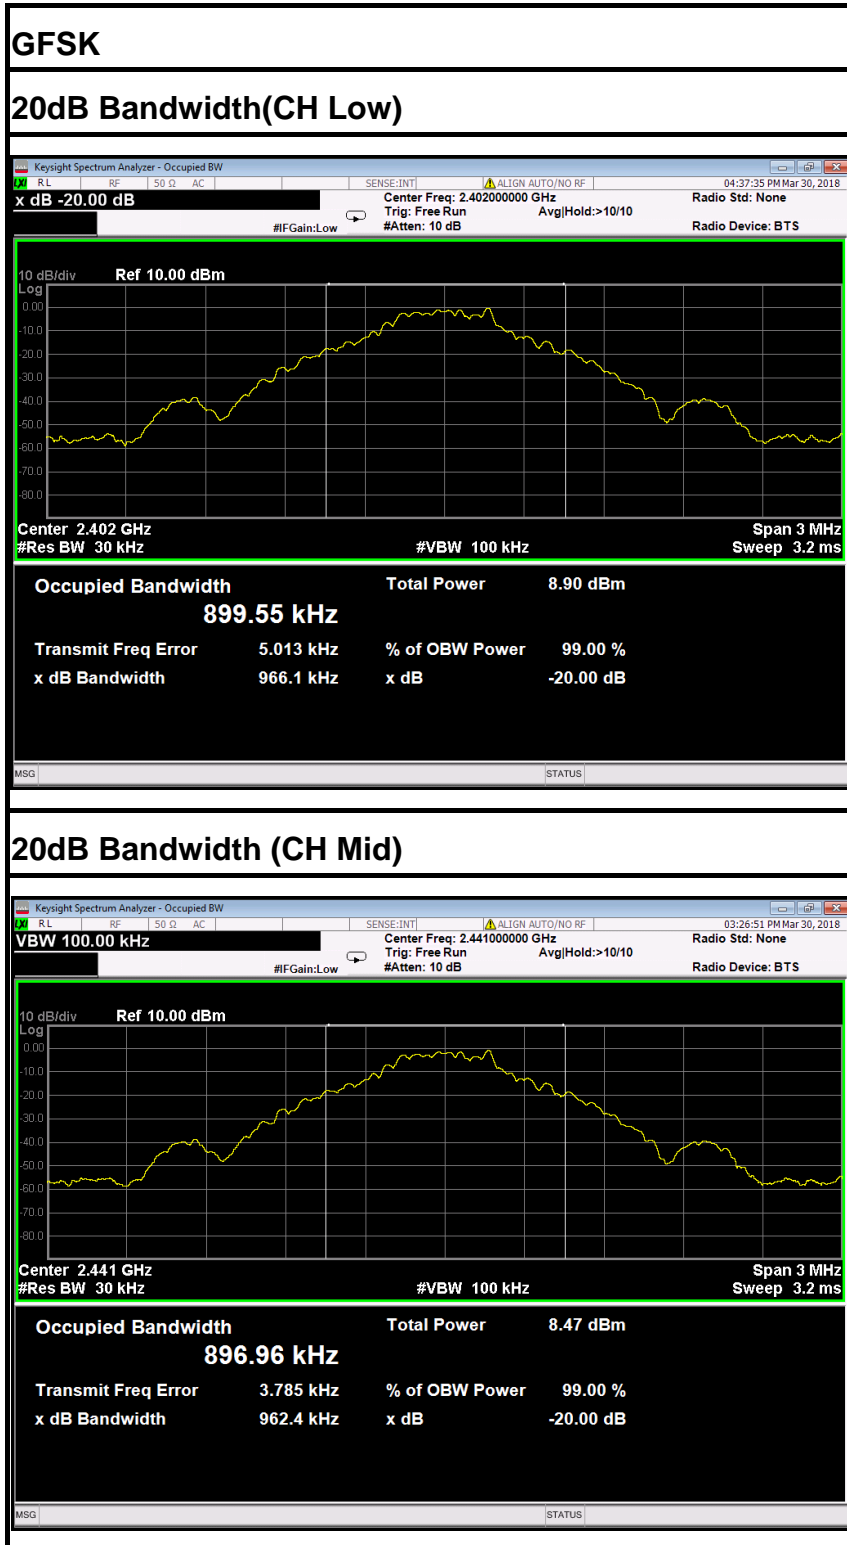 GFSK
20dB Bandwidth(CH Low)
Keysight Spectrum Analyzer - Occupied BW
LXI RL RF 50 Ω AC SENSE:INT ALIGN AUTO/NO RF 04:37:35 PM Mar 30, 2018
x dB -20.00 dB Center Freq: 2.402000000 GHz Radio Std: None
Trig: Free Run Avg|Hold:>10/10
#IFGain:Low #Atten: 10 dB Radio Device: BTS
10 dB/div Ref 10.00 dBm
Log
0.00
-10.0
-20.0
-30.0
-40.0
-50.0
-60.0
-70.0
-80.0
Center 2.402 GHz Span 3 MHz
#Res BW 30 kHz #VBW 100 kHz Sweep 3.2 ms
Occupied Bandwidth Total Power 8.90 dBm
899.55 kHz
Transmit Freq Error 5.013 kHz % of OBW Power 99.00 %
x dB Bandwidth 966.1 kHz x dB -20.00 dB
MSG STATUS
20dB Bandwidth (CH Mid)
Keysight Spectrum Analyzer - Occupied BW
LXI RL RF 50 Ω AC SENSE:INT ALIGN AUTO/NO RF 03:26:51 PM Mar 30, 2018
VBW 100.00 kHz Center Freq: 2.441000000 GHz Radio Std: None
Trig: Free Run Avg|Hold:>10/10
#IFGain:Low #Atten: 10 dB Radio Device: BTS
10 dB/div Ref 10.00 dBm
Log
0.00
-10.0
-20.0
-30.0
-40.0
-50.0
-60.0
-70.0
-80.0
Center 2.441 GHz Span 3 MHz
#Res BW 30 kHz #VBW 100 kHz Sweep 3.2 ms
Occupied Bandwidth Total Power 8.47 dBm
896.96 kHz
Transmit Freq Error 3.785 kHz % of OBW Power 99.00 %
x dB Bandwidth 962.4 kHz x dB -20.00 dB
MSG STATUS